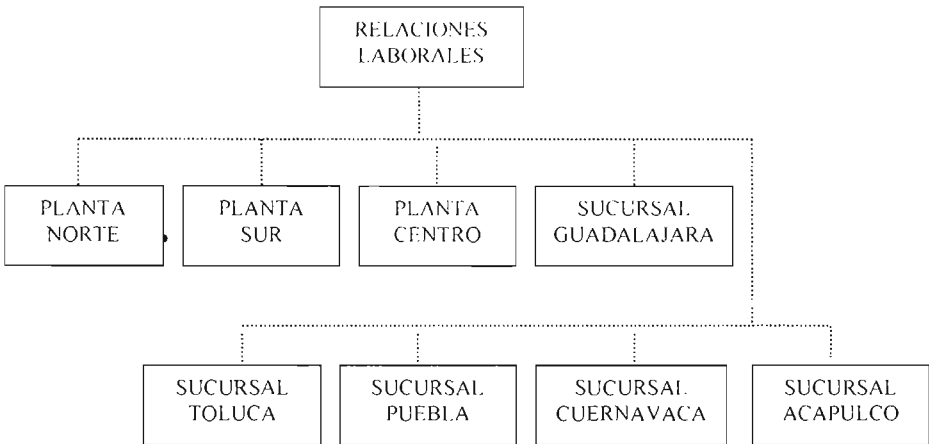 RELACIONES
LABORALES
PLANTA
NORTE
PLANTA
SUR
PLANTA
CENTRO
SUCURSAL
GUADALAJARA
SUCURSAL
TOLUCA
SUCURSAL
PUEBLA
SUCURSAL
CUERNAVACA
SUCURSAL
ACAPULCO